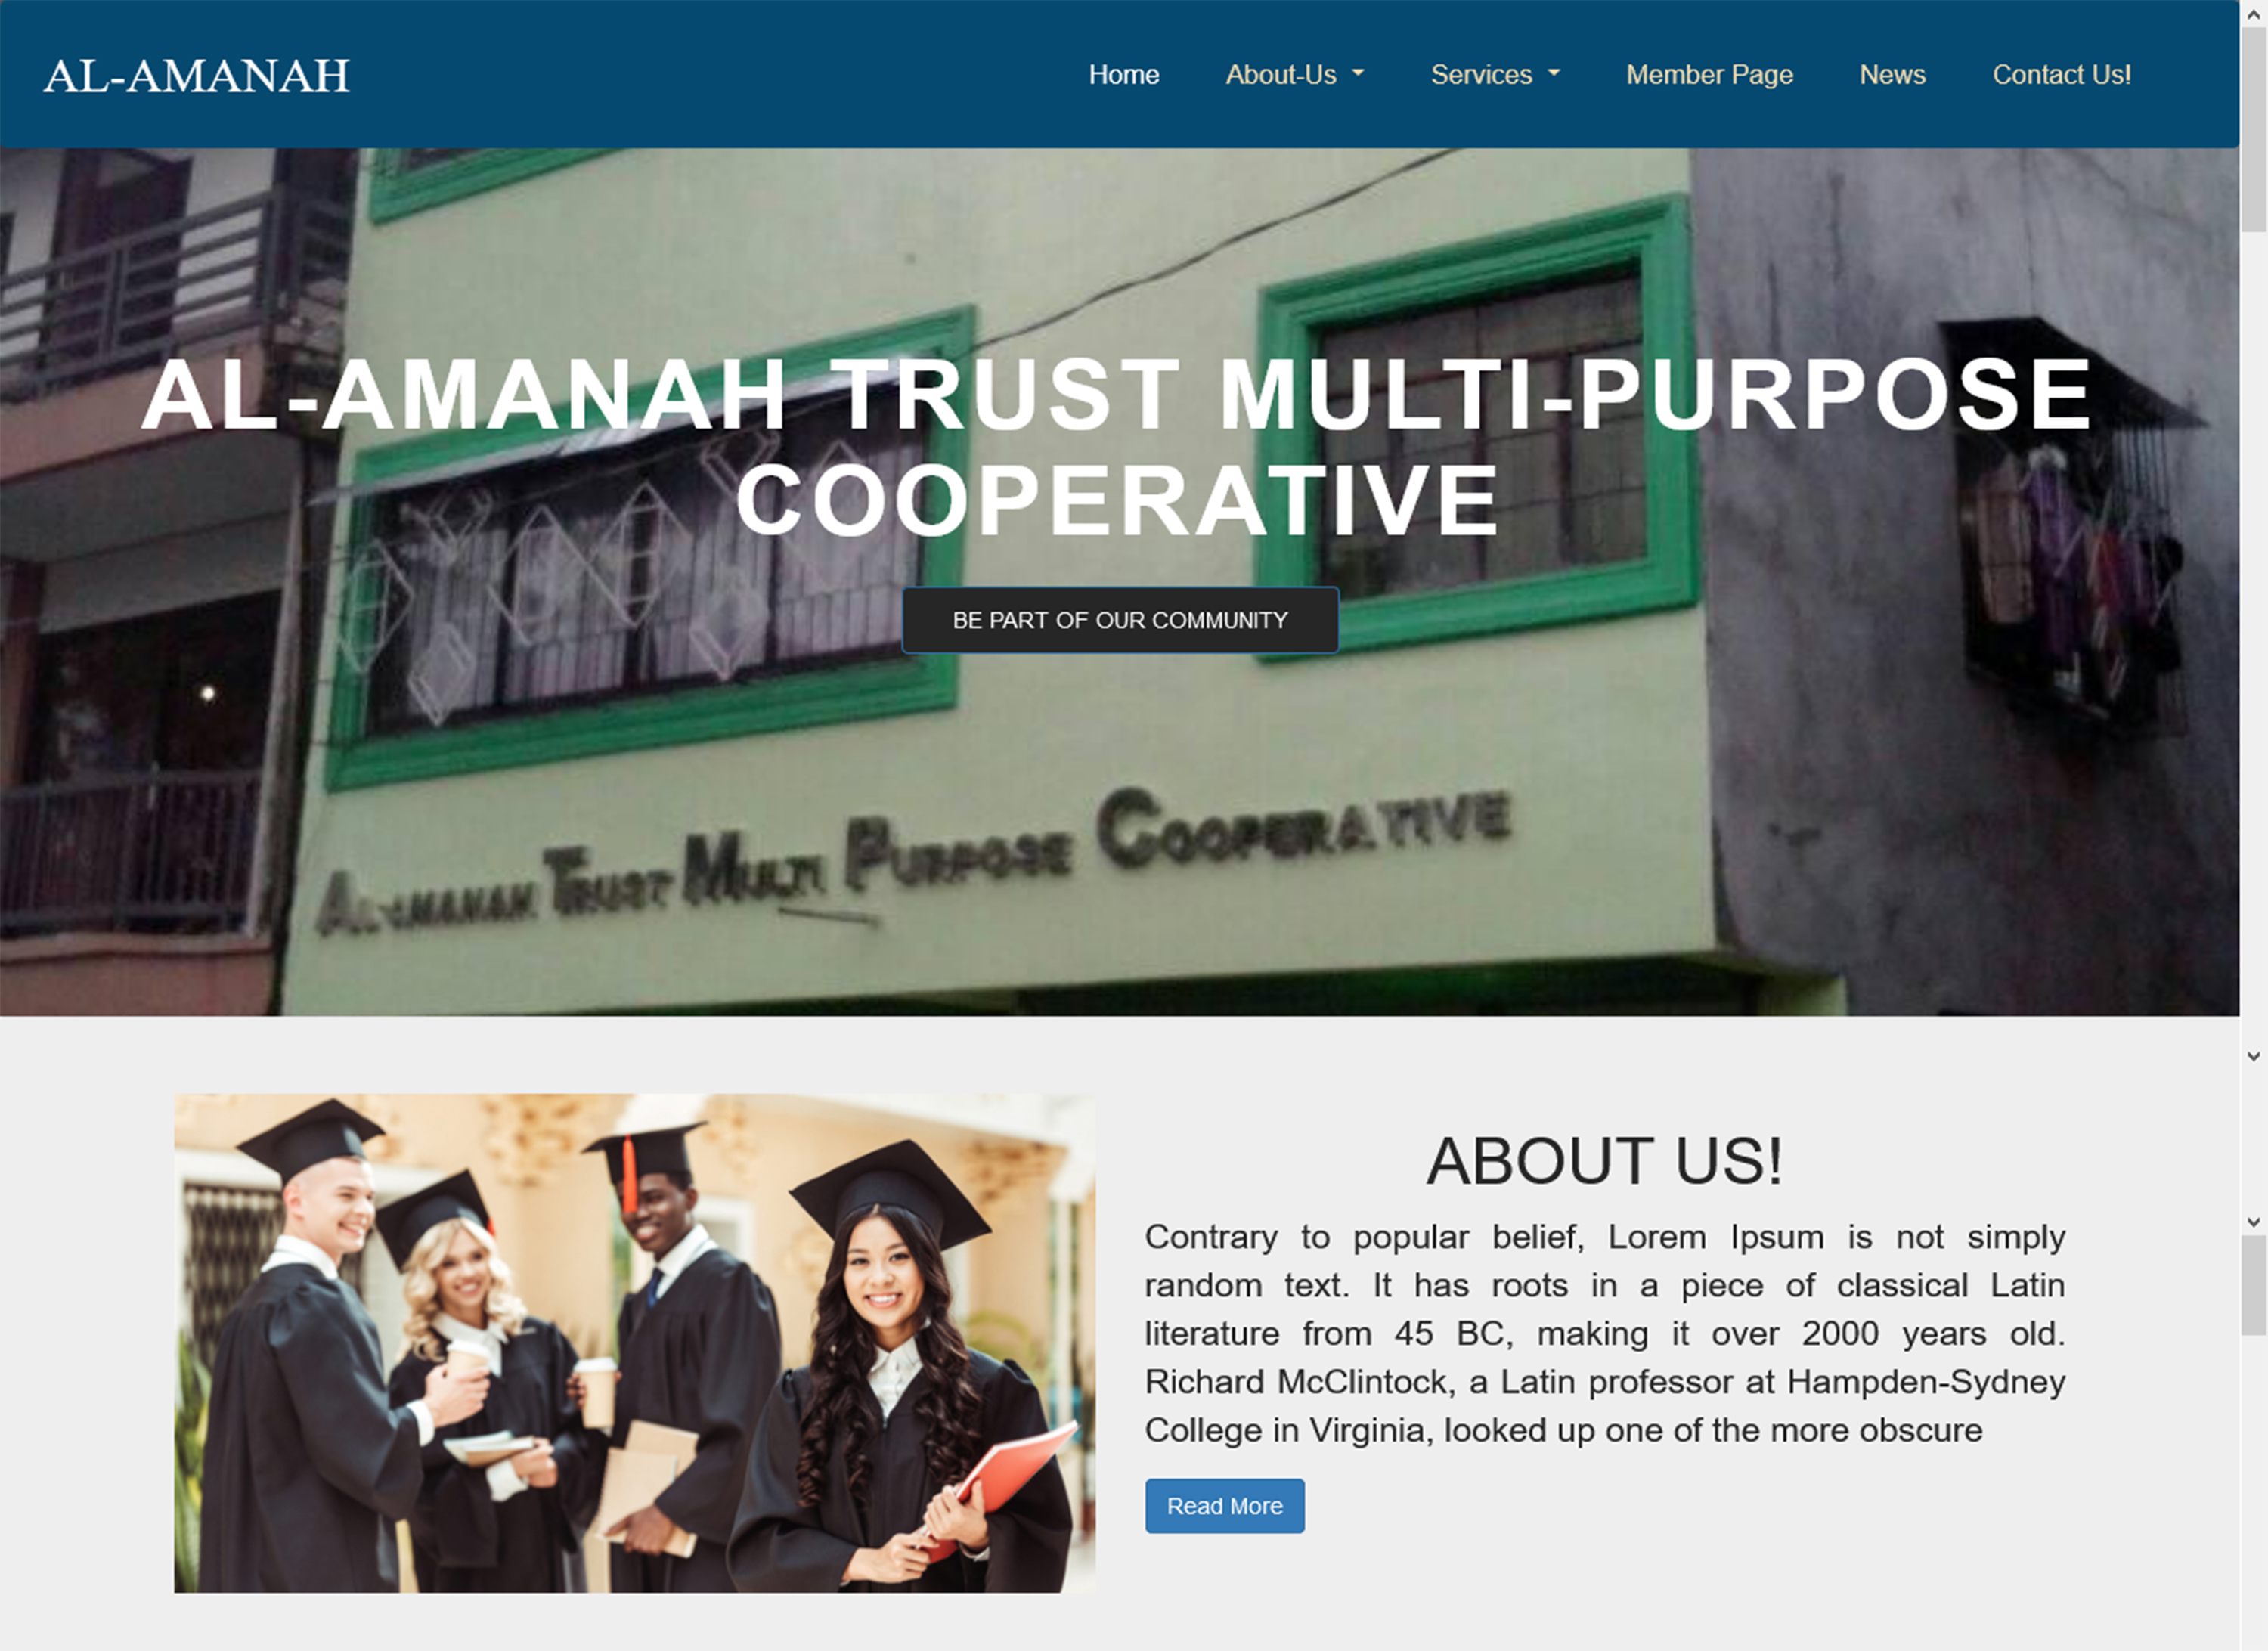 AL-AMANAH
Home About-Us Services Member Page News Contact Us!
AL-AMANAH TRUST MULTI-PURPOSE
COOPERATIVE
BE PART OF OUR COMMUNITY
AL-AMANAH TRUST MULTI PURPOSE COOPERATIVE
ABOUT US!
Contrary to popular belief, Lorem Ipsum is not simply
random text. It has roots in a piece of classical Latin
literature from 45 BC, making it over 2000 years old.
Richard McClintock, a Latin professor at Hampden-Sydney
College in Virginia, looked up one of the more obscure
Read More